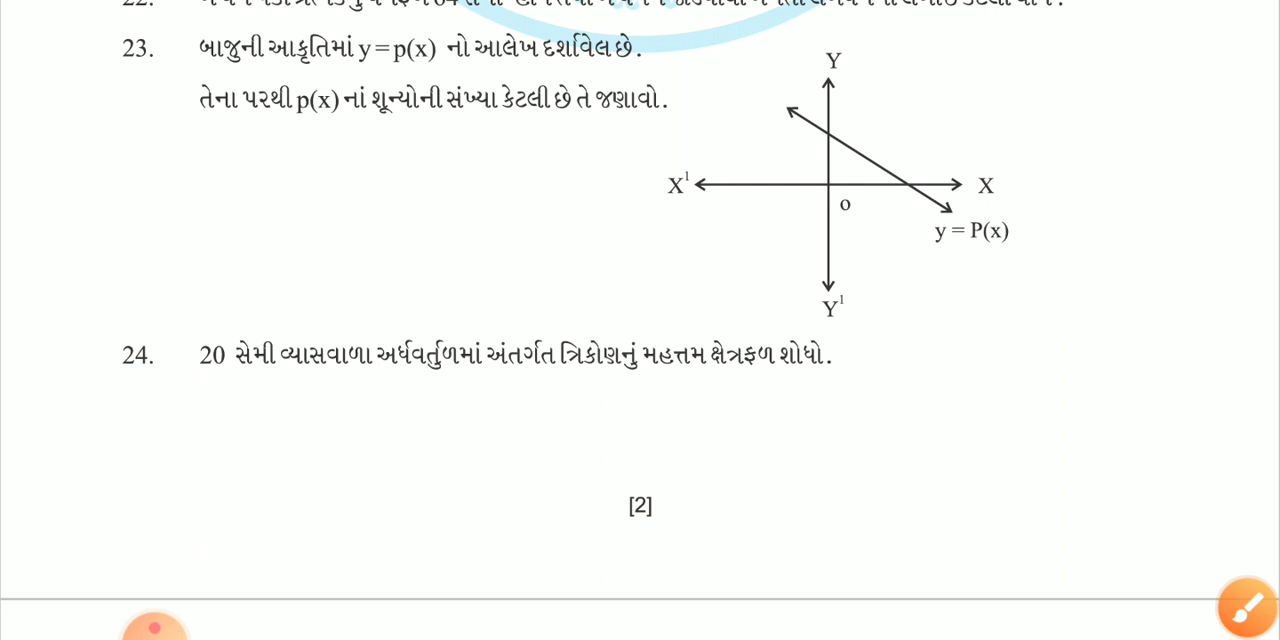 23. બાજુની આકૃતિમાં y = p(x) નો આલેખ દર્શાવેલ છે.
તેના પરથી p(x) નાં શૂન્યોની સંખ્યા કેટલી છે તે જણાવો.
Y
X¹ X
o
y = P(x)
Y¹
24. 20 સેમી વ્યાસવાળા અર્ધવર્તુળમાં અંતર્ગત ત્રિકોણનું મહત્તમ ક્ષેત્રફળ શોધો.
[2]